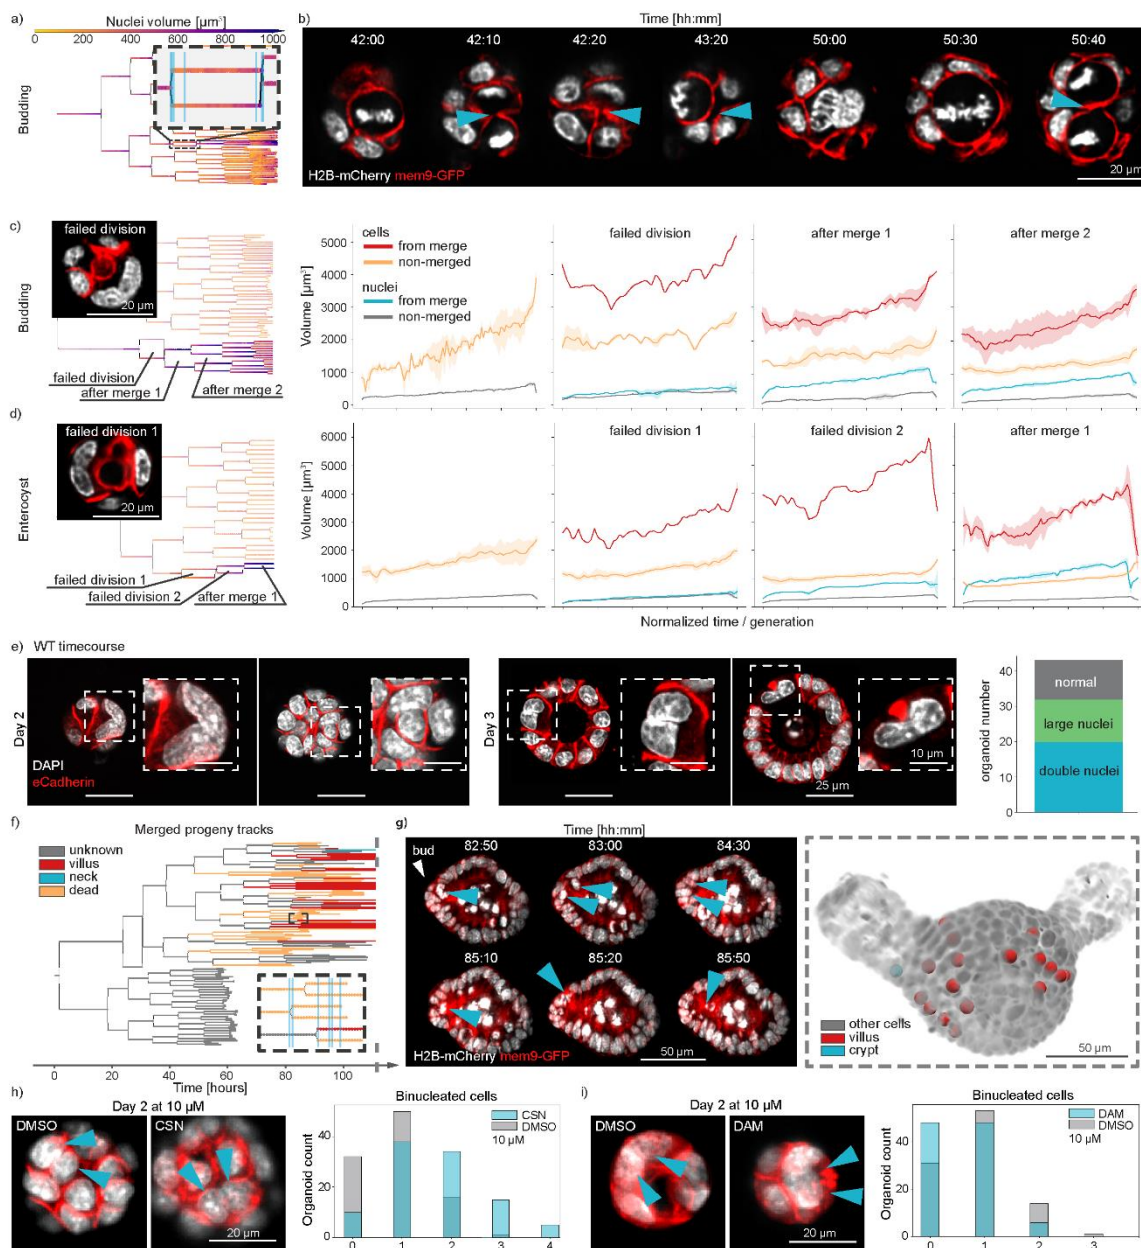 a)
Nuclei volume [µm³]
0 200 400 600 800 1000
Budding
b)
Time [hh:mm]
42:00 42:10 42:20 43:20 50:00 50:30 50:40
H2B-mCherry mem9-GFP
20 µm
c)
failed division
20 µm
Budding
failed division
after merge 1
after merge 2
cells
from merge
non-merged
nuclei
from merge
non-merged
failed division
after merge 1
after merge 2
Volume [µm³]
5000
4000
3000
2000
1000
0
d)
failed division 1
20 µm
Enterocyst
failed division 1
failed division 2
after merge 1
failed division 1
failed division 2
after merge 1
Volume [µm³]
6000
5000
4000
3000
2000
1000
0
Normalized time / generation
e) WT timecourse
Day 2
DAPI
eCadherin
Day 3
25 µm
10 µm
organoid number
40
30
20
10
0
normal
large nuclei
double nuclei
f)
Merged progeny tracks
unknown
villus
neck
dead
0 20 40 60 80 100
Time [hours]
g)
Time [hh:mm]
bud
82:50 83:00 84:30
85:10 85:20 85:50
H2B-mCherry mem9-GFP
50 µm
other cells
villus
crypt
50 µm
h)
Day 2 at 10 µM
DMSO
CSN
20 µm
Binucleated cells
CSN
DMSO
10 µM
Organoid count
40
20
0
0 1 2 3 4
i)
Day 2 at 10 µM
DMSO
DAM
20 µm
Binucleated cells
DAM
DMSO
10 µM
Organoid count
40
20
0
0 1 2 3